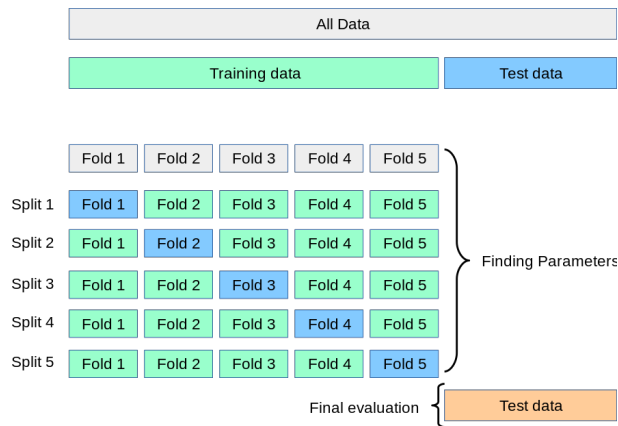 All Data
Training data Test data
Fold 1 Fold 2 Fold 3 Fold 4 Fold 5
Split 1 Fold 1 Fold 2 Fold 3 Fold 4 Fold 5
Split 2 Fold 1 Fold 2 Fold 3 Fold 4 Fold 5
Finding Parameters
Split 3 Fold 1 Fold 2 Fold 3 Fold 4 Fold 5
Split 4 Fold 1 Fold 2 Fold 3 Fold 4 Fold 5
Split 5 Fold 1 Fold 2 Fold 3 Fold 4 Fold 5
Final evaluation Test data